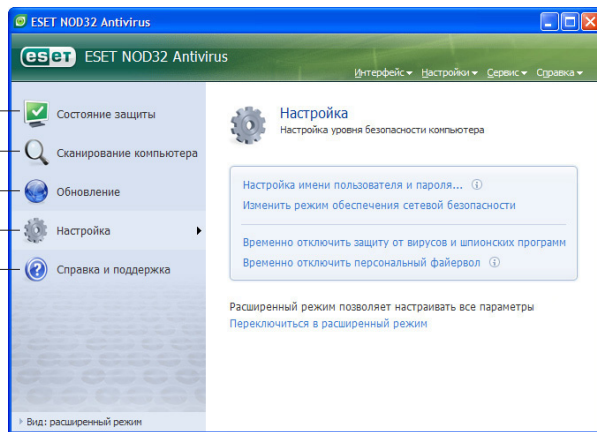 ESET NOD32 Antivirus
eset ESET NOD32 Antivirus
Интерфейс Настройки Сервис Справка
Состояние защиты
Сканирование компьютера
Обновление
Настройка
Справка и поддержка
Настройка
Настройка уровня безопасности компьютера
Настройка имени пользователя и пароля...
Изменить режим обеспечения сетевой безопасности
Временно отключить защиту от вирусов и шпионских программ
Временно отключить персональный файервол
Расширенный режим позволяет настраивать все параметры
Переключиться в расширенный режим
Вид: расширенный режим